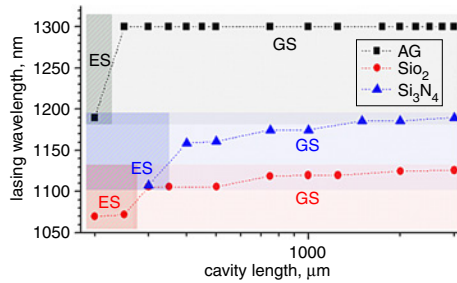 1300
1250
1200
1150
1100
1050
lasing wavelength, nm
ES
GS
AG
Sio2
Si3N4
ES
GS
ES
GS
1000
cavity length, μm